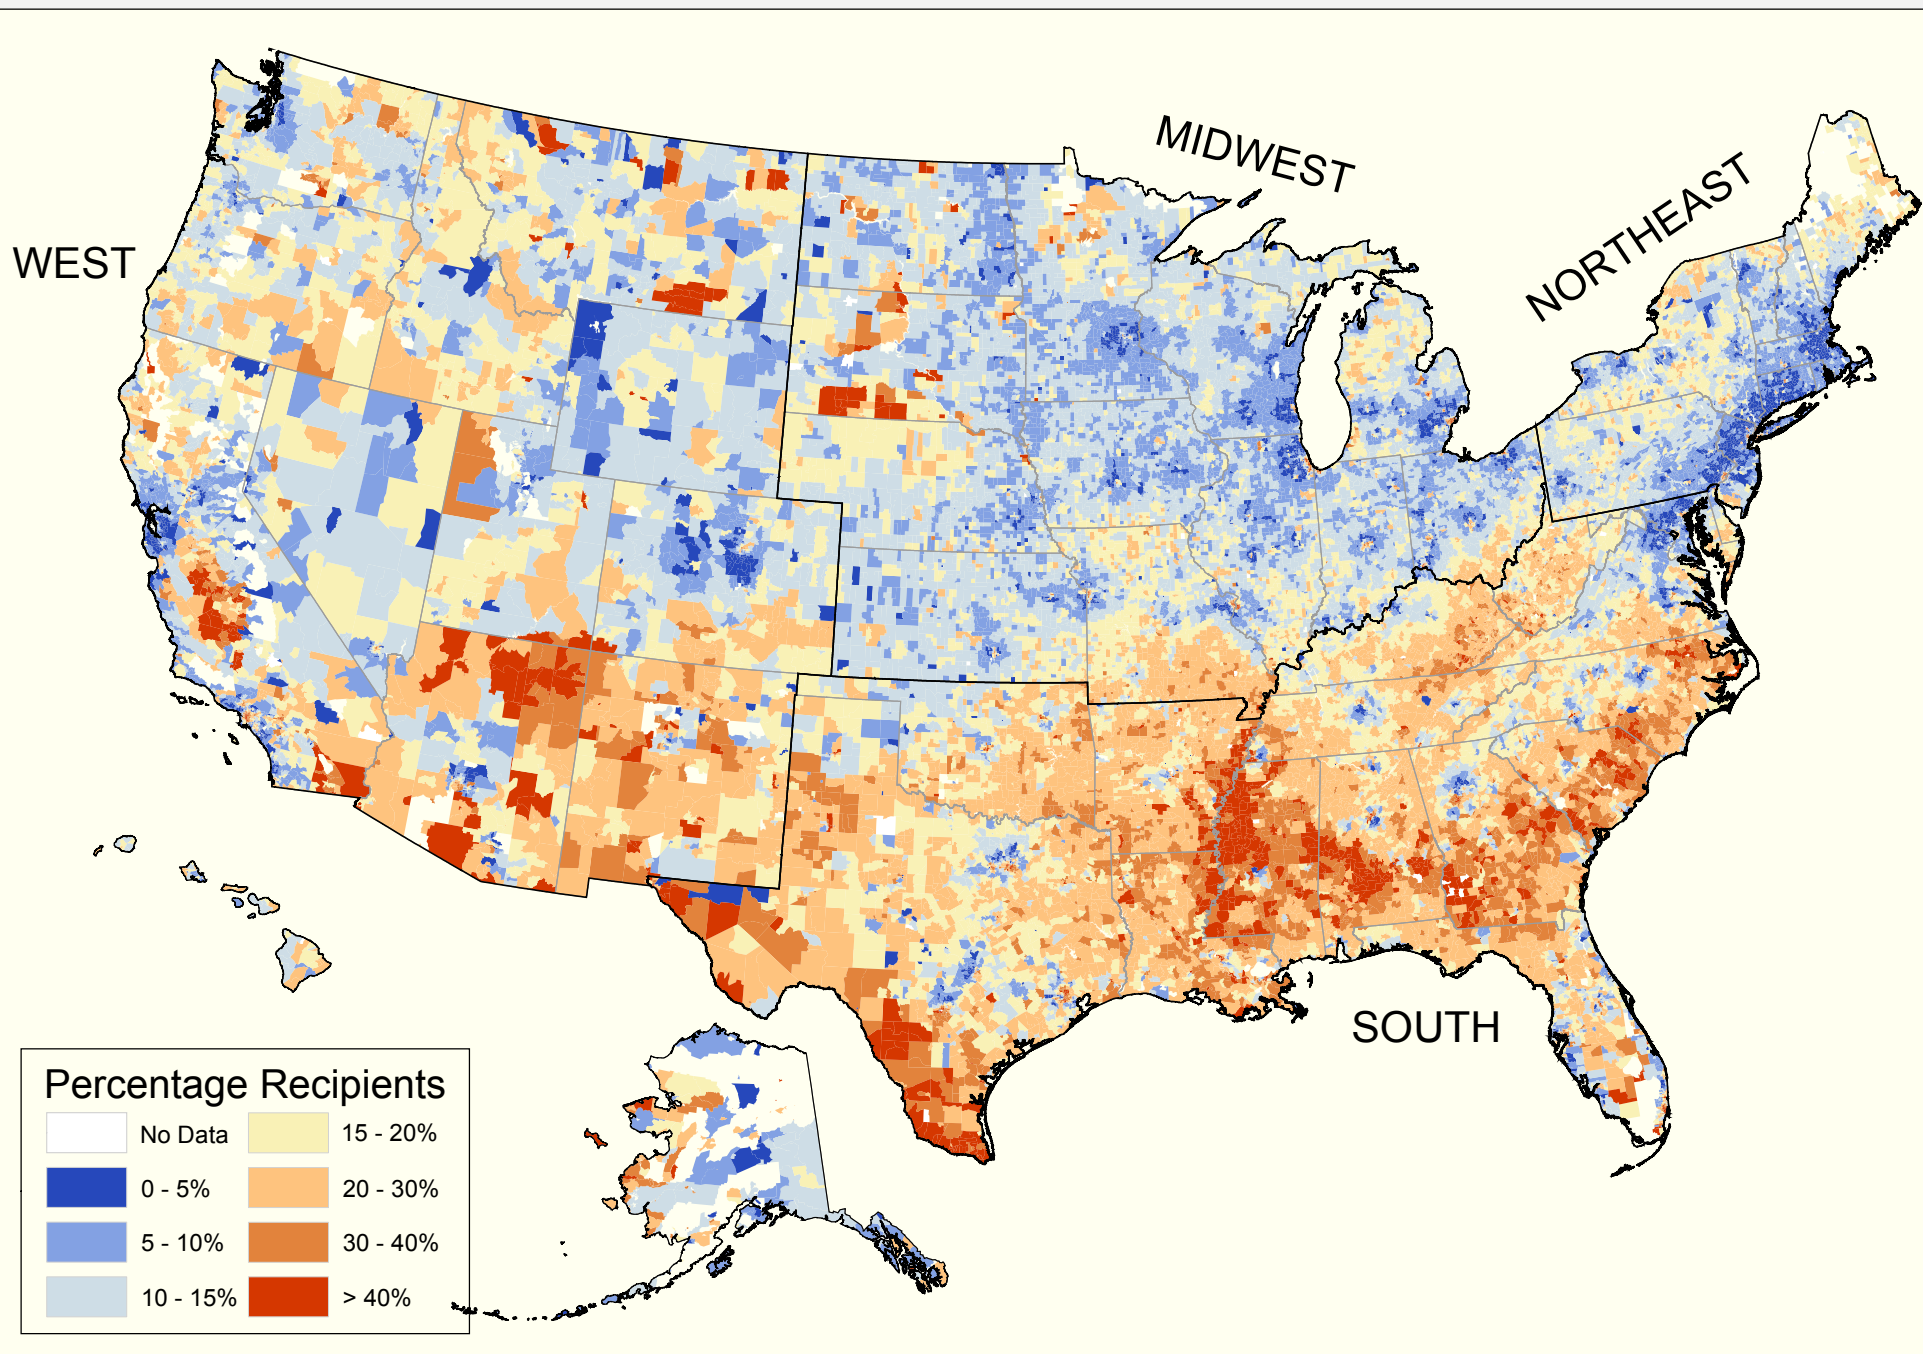 MIDWEST
NORTHEAST
WEST
SOUTH
Percentage Recipients
No Data
15 - 20%
0 - 5%
20 - 30%
5 - 10%
30 - 40%
10 - 15%
> 40%